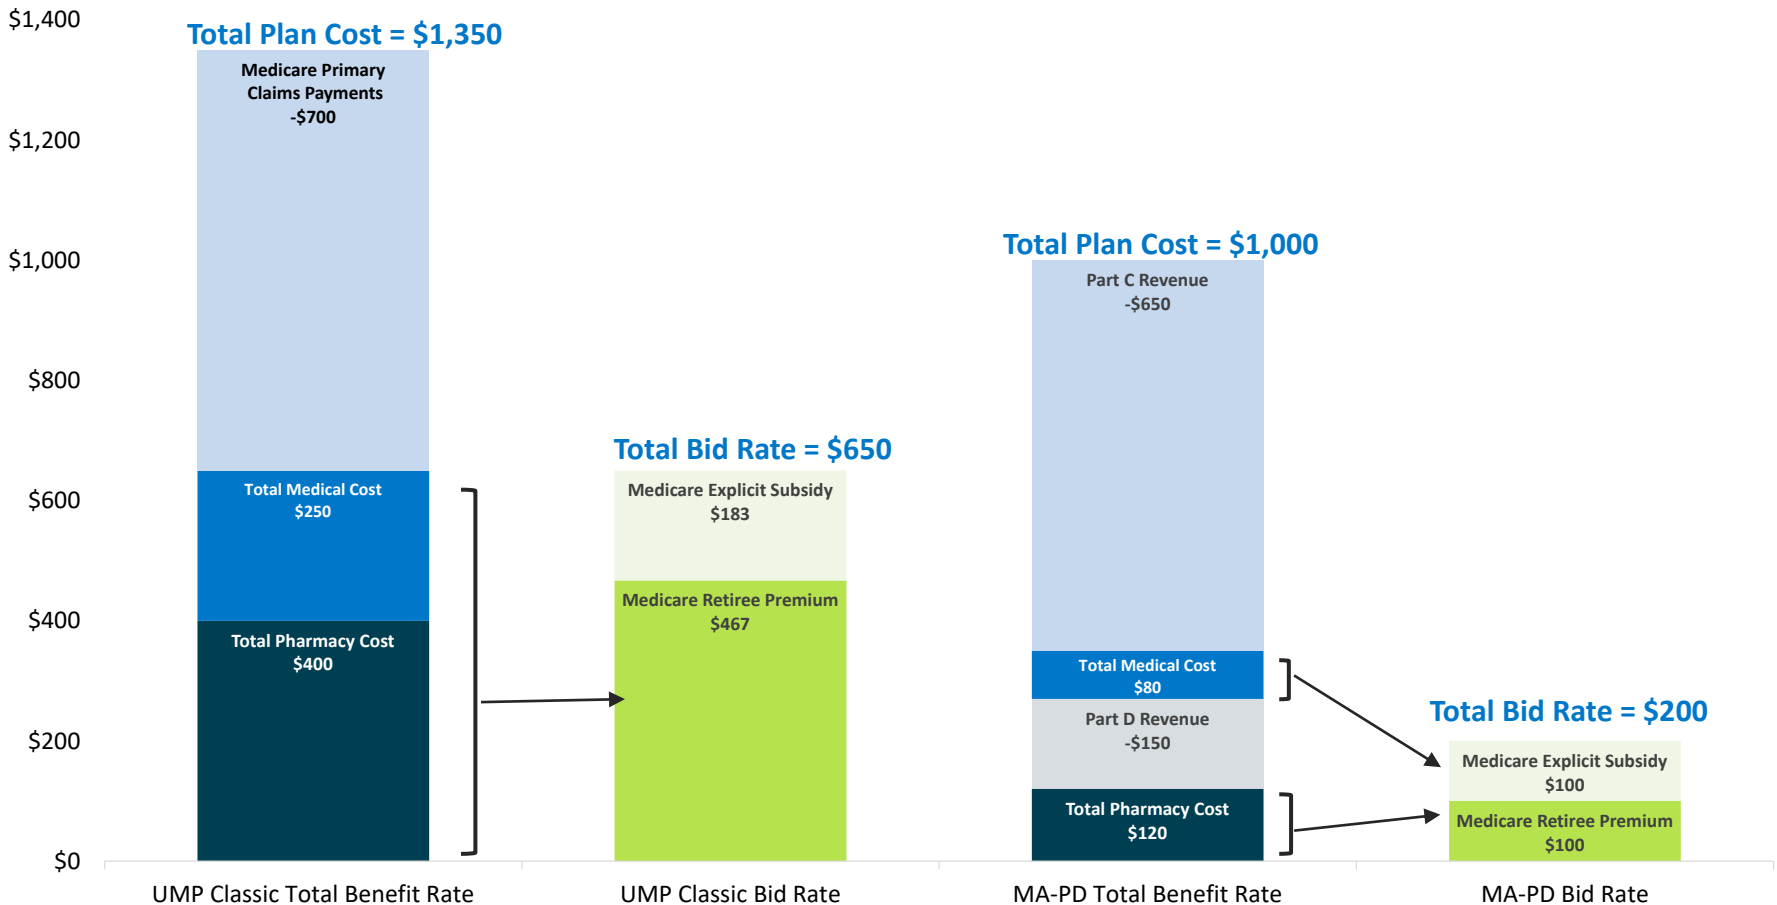 $1,400
$1,200
$1,000
$800
$600
$400
$200
$0
Total Plan Cost = $1,350
Medicare Primary
Claims Payments
-$700
Total Medical Cost
$250
Total Pharmacy Cost
$400
Total Bid Rate = $650
Medicare Explicit Subsidy
$183
Medicare Retiree Premium
$467
Total Plan Cost = $1,000
Part C Revenue
-$650
Total Medical Cost
$80
Part D Revenue
-$150
Total Pharmacy Cost
$120
Total Bid Rate = $200
Medicare Explicit Subsidy
$100
Medicare Retiree Premium
$100
UMP Classic Total Benefit Rate
UMP Classic Bid Rate
MA-PD Total Benefit Rate
MA-PD Bid Rate